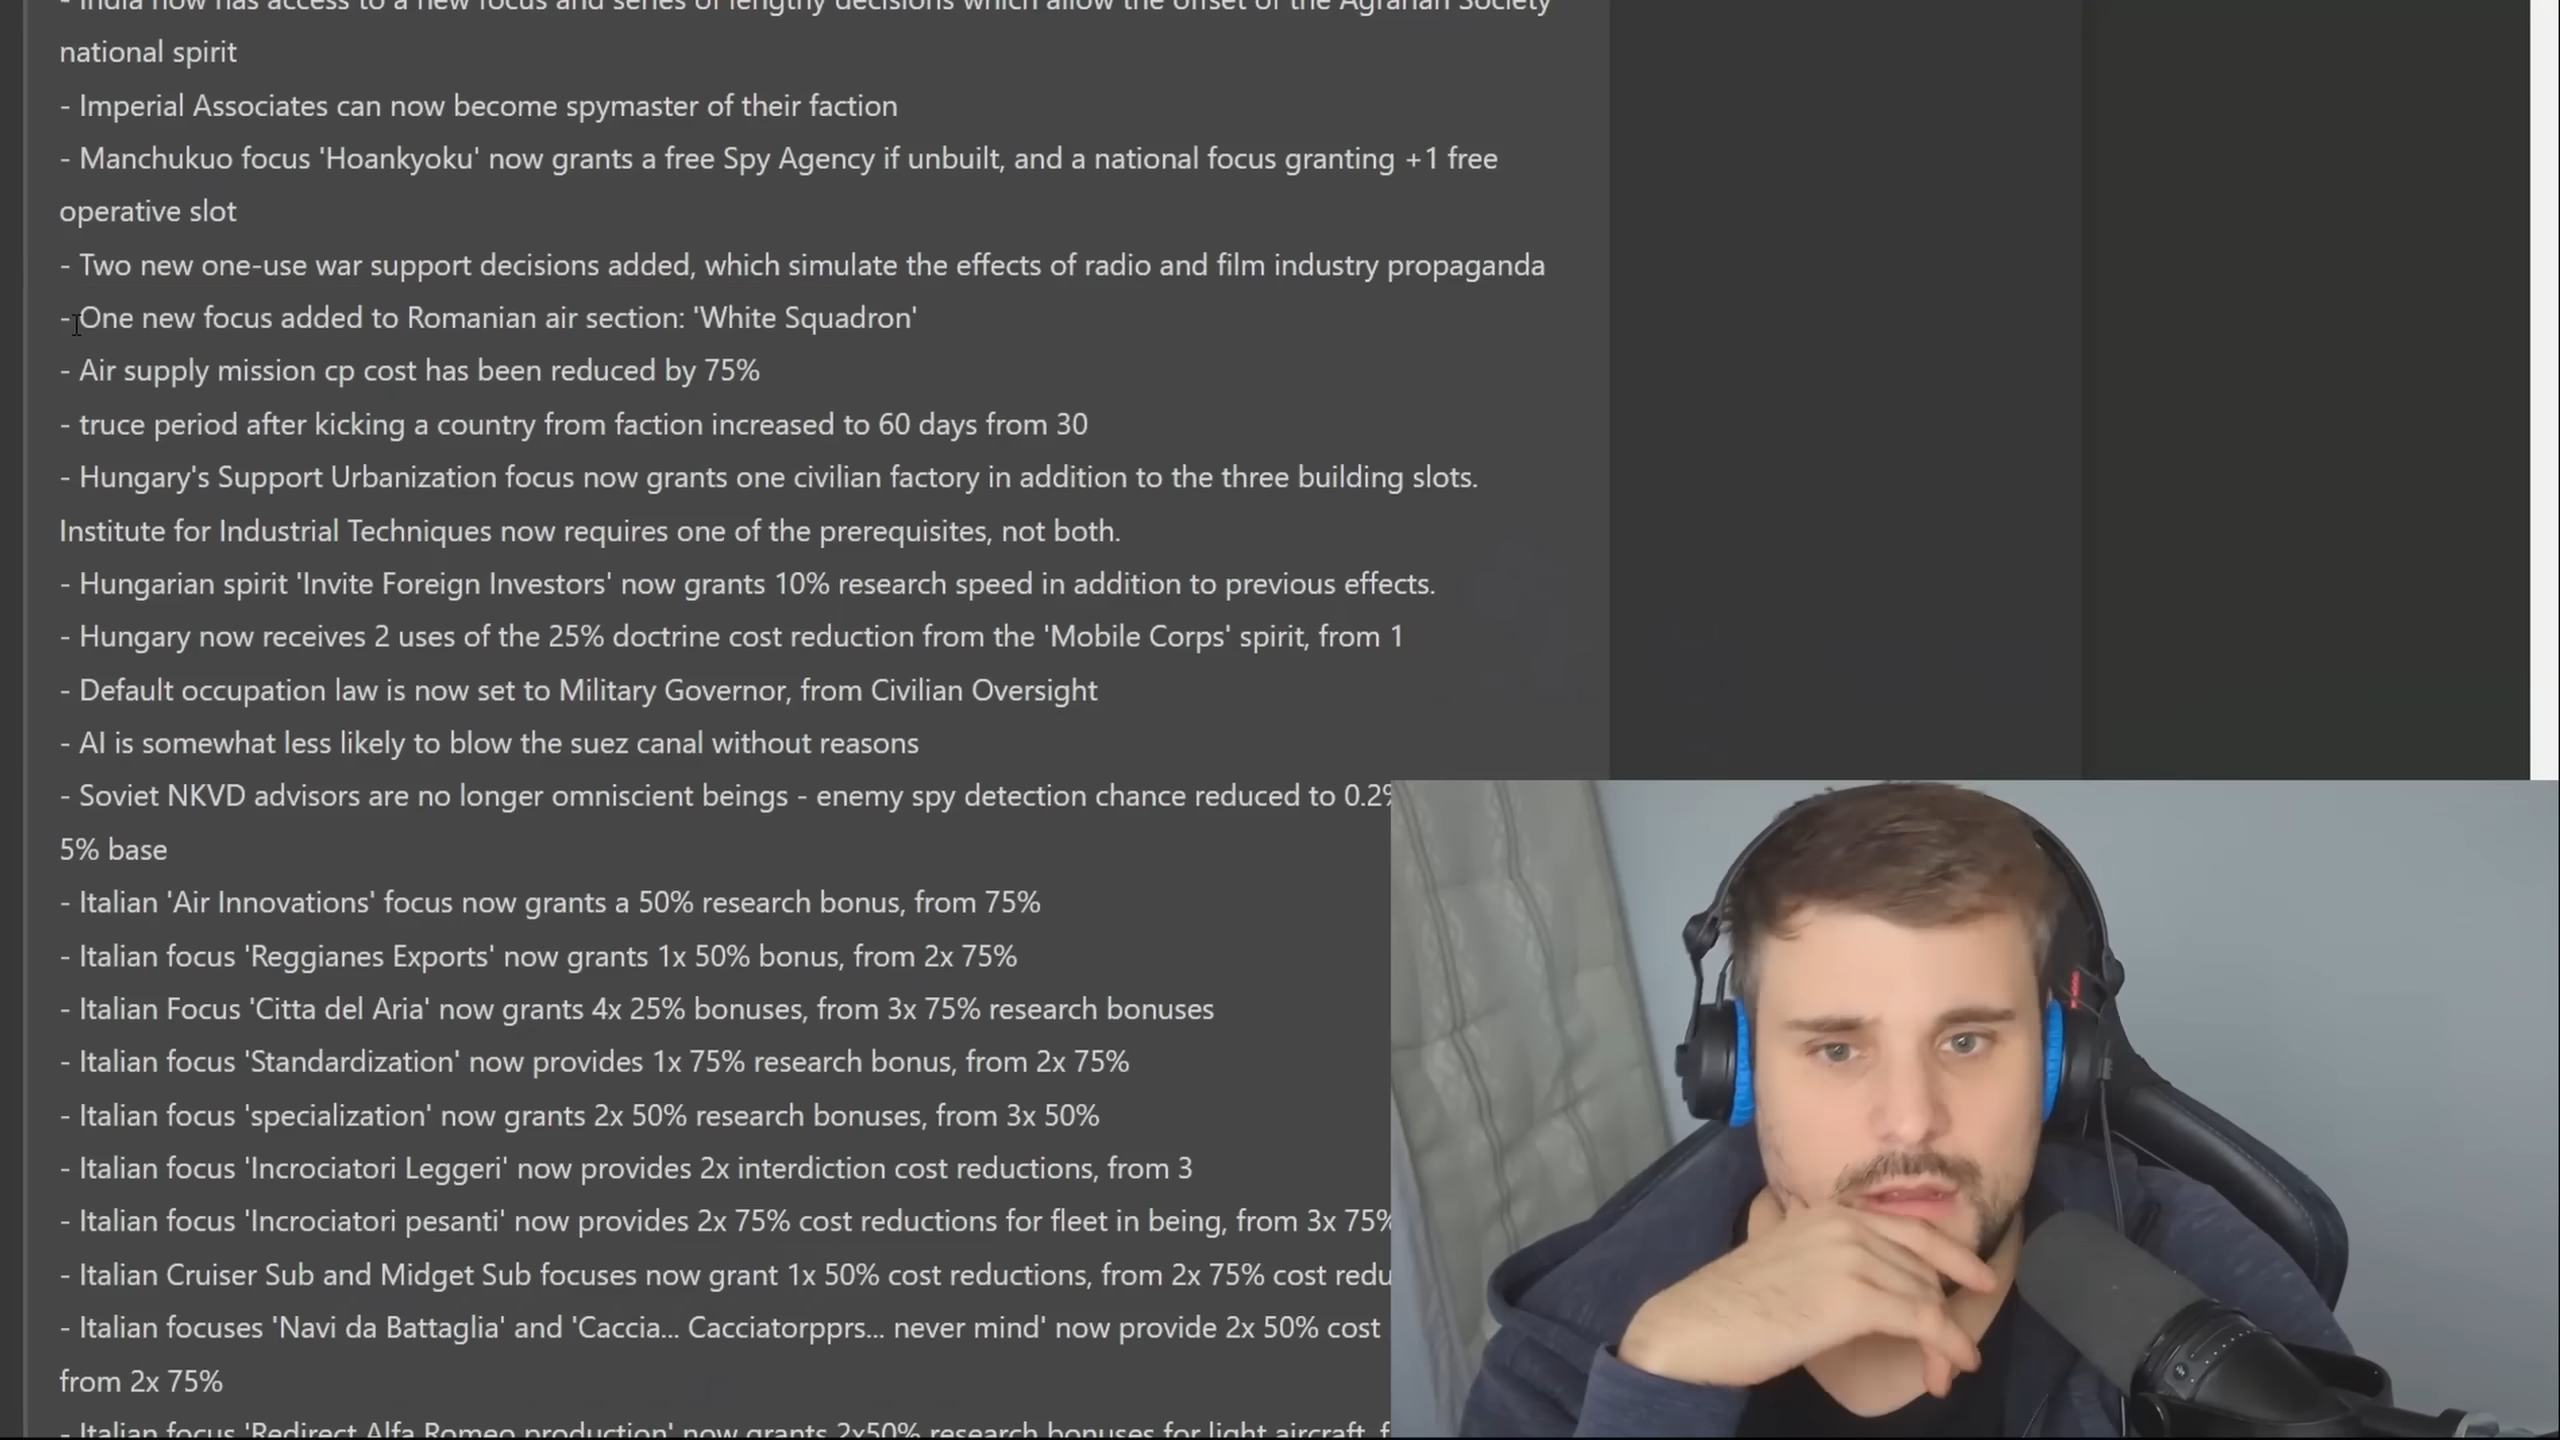 - India now has access to a new focus and series of lengthy decisions which allow the offset of the Agrarian Society
national spirit
- Imperial Associates can now become spymaster of their faction
- Manchukuo focus 'Hoankyoku' now grants a free Spy Agency if unbuilt, and a national focus granting +1 free
operative slot
- Two new one-use war support decisions added, which simulate the effects of radio and film industry propaganda
- One new focus added to Romanian air section: 'White Squadron'
- Air supply mission cp cost has been reduced by 75%
- truce period after kicking a country from faction increased to 60 days from 30
- Hungary's Support Urbanization focus now grants one civilian factory in addition to the three building slots.
Institute for Industrial Techniques now requires one of the prerequisites, not both.
- Hungarian spirit 'Invite Foreign Investors' now grants 10% research speed in addition to previous effects.
- Hungary now receives 2 uses of the 25% doctrine cost reduction from the 'Mobile Corps' spirit, from 1
- Default occupation law is now set to Military Governor, from Civilian Oversight
- AI is somewhat less likely to blow the suez canal without reasons
- Soviet NKVD advisors are no longer omniscient beings - enemy spy detection chance reduced to 0.2%
5% base
- Italian 'Air Innovations' focus now grants a 50% research bonus, from 75%
- Italian focus 'Reggianes Exports' now grants 1x 50% bonus, from 2x 75%
- Italian Focus 'Citta del Aria' now grants 4x 25% bonuses, from 3x 75% research bonuses
- Italian focus 'Standardization' now provides 1x 75% research bonus, from 2x 75%
- Italian focus 'specialization' now grants 2x 50% research bonuses, from 3x 50%
- Italian focus 'Incrociatori Leggeri' now provides 2x interdiction cost reductions, from 3
- Italian focus 'Incrociatori pesanti' now provides 2x 75% cost reductions for fleet in being, from 3x 75%
- Italian Cruiser Sub and Midget Sub focuses now grant 1x 50% cost reductions, from 2x 75% cost redu
- Italian focuses 'Navi da Battaglia' and 'Caccia... Cacciatorpprs... never mind' now provide 2x 50% cost
from 2x 75%
- Italian focus 'Redirect Alfa Romeo production' now grants 2x50% research bonuses for light aircraft, f